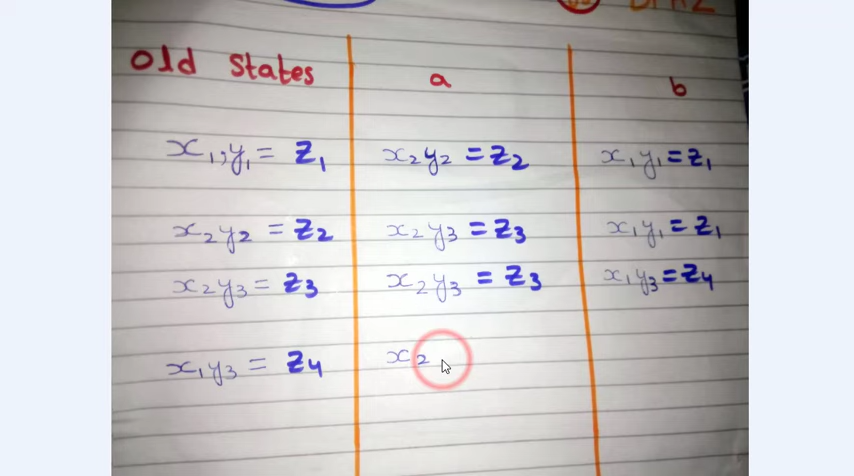 Old States a b
x₁,y₁ = z₁ x₂y₂ = z₂ x₁y₁ = z₁
x₂y₂ = z₂ x₂y₃ = z₃ x₁y₁ = z₁
x₂y₃ = z₃ x₂y₃ = z₃ x₁y₃ = z₄
x₁y₃ = z₄ x₂